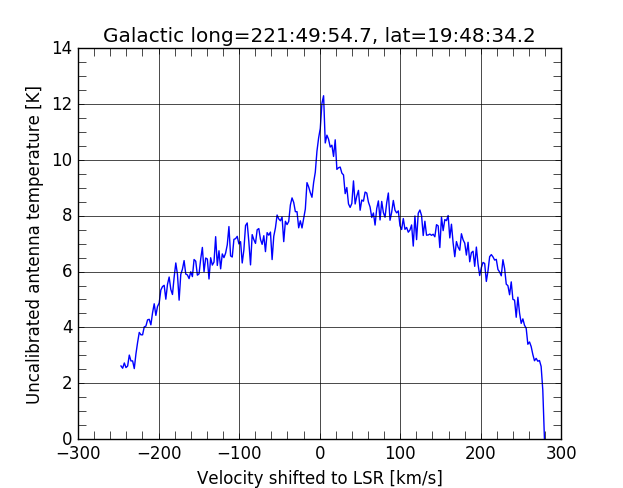 Galactic long=221:49:54.7, lat=19:48:34.2
14
12
10
8
6
4
2
0
Uncalibrated antenna temperature [K]
−300 −200 −100 0 100 200 300
Velocity shifted to LSR [km/s]